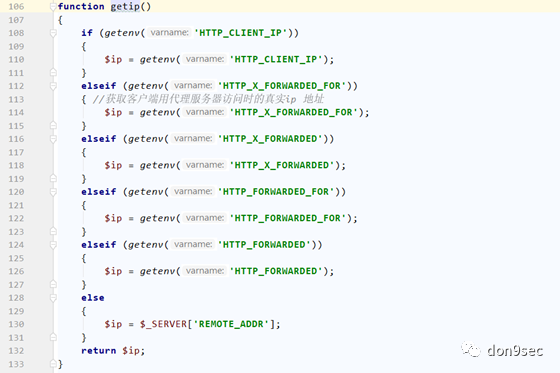 106 function getip()
107 {
108 if (getenv( varname: 'HTTP_CLIENT_IP'))
109 {
110 $ip = getenv( varname: 'HTTP_CLIENT_IP');
111 }
112 elseif (getenv( varname: 'HTTP_X_FORWARDED_FOR'))
113 { //获取客户端用代理服务器访问时的真实ip 地址
114 $ip = getenv( varname: 'HTTP_X_FORWARDED_FOR');
115 }
116 elseif (getenv( varname: 'HTTP_X_FORWARDED'))
117 {
118 $ip = getenv( varname: 'HTTP_X_FORWARDED');
119 }
120 elseif (getenv( varname: 'HTTP_FORWARDED_FOR'))
121 {
122 $ip = getenv( varname: 'HTTP_FORWARDED_FOR');
123 }
124 elseif (getenv( varname: 'HTTP_FORWARDED'))
125 {
126 $ip = getenv( varname: 'HTTP_FORWARDED');
127 }
128 else
129 {
130 $ip = $_SERVER['REMOTE_ADDR'];
131 }
132 return $ip;
133 }
don9sec